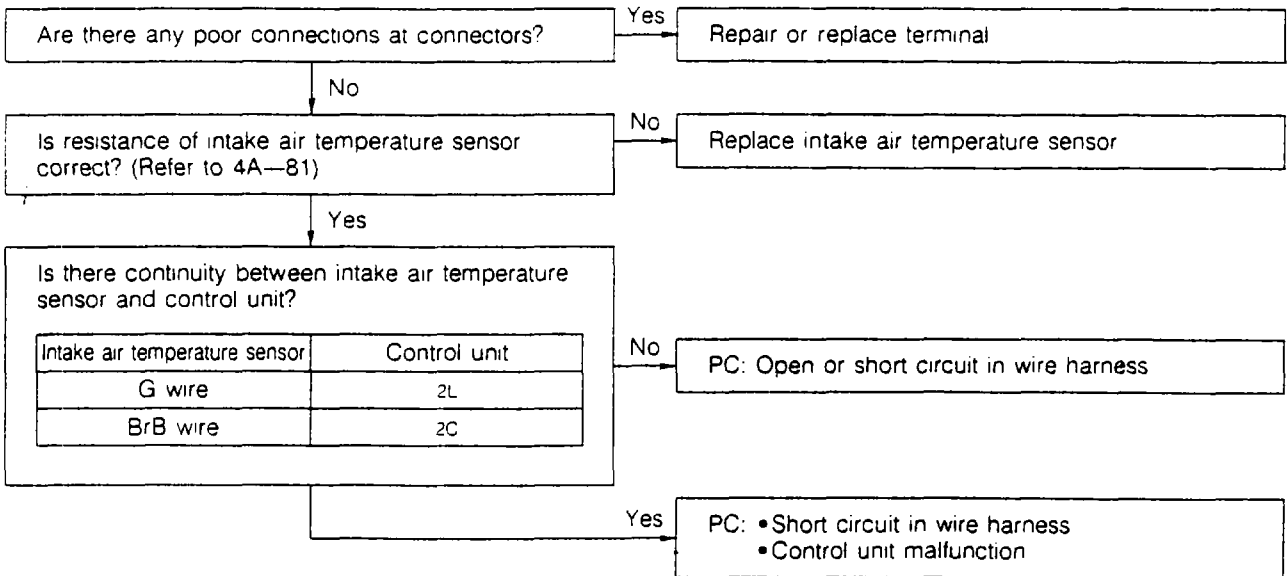 Are there any poor connections at connectors?
Yes
Repair or replace terminal
No
Is resistance of intake air temperature sensor
correct? (Refer to 4A—81)
No
Replace intake air temperature sensor
Yes
Is there continuity between intake air temperature
sensor and control unit?
Intake air temperature sensor Control unit
G wire 2L
BrB wire 2C
No
PC: Open or short circuit in wire harness
Yes
PC: •Short circuit in wire harness
•Control unit malfunction